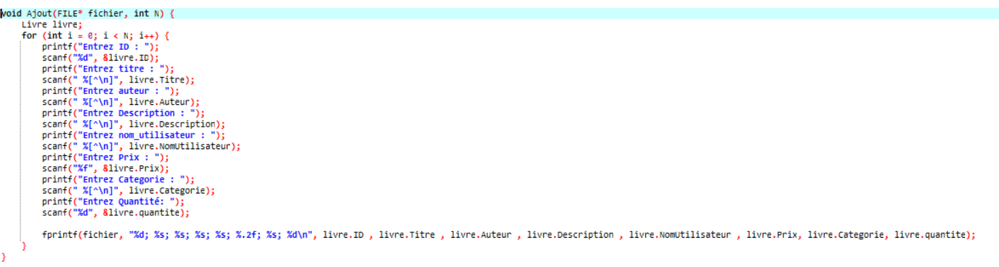 void Ajout(FILE* fichier, int N) {
    Livre livre;
    for (int i = 0; i < N; i++) {
        printf("Entrez ID : ");
        scanf("%d", &livre.ID);
        printf("Entrez titre : ");
        scanf(" %[^\n]", livre.Titre);
        printf("Entrez auteur : ");
        scanf(" %[^\n]", livre.Auteur);
        printf("Entrez Description : ");
        scanf(" %[^\n]", livre.Description);
        printf("Entrez nom_utilisateur : ");
        scanf(" %[^\n]", livre.NomUtilisateur);
        printf("Entrez Prix : ");
        scanf("%f", &livre.Prix);
        printf("Entrez Categorie : ");
        scanf(" %[^\n]", livre.Categorie);
        printf("Entrez Quantité: ");
        scanf("%d", &livre.quantite);

        fprintf(fichier, "%d; %s; %s; %s; %s; %.2f; %s; %d\n", livre.ID , livre.Titre , livre.Auteur , livre.Description , livre.NomUtilisateur , livre.Prix, livre.Categorie, livre.quantite);
    }
}